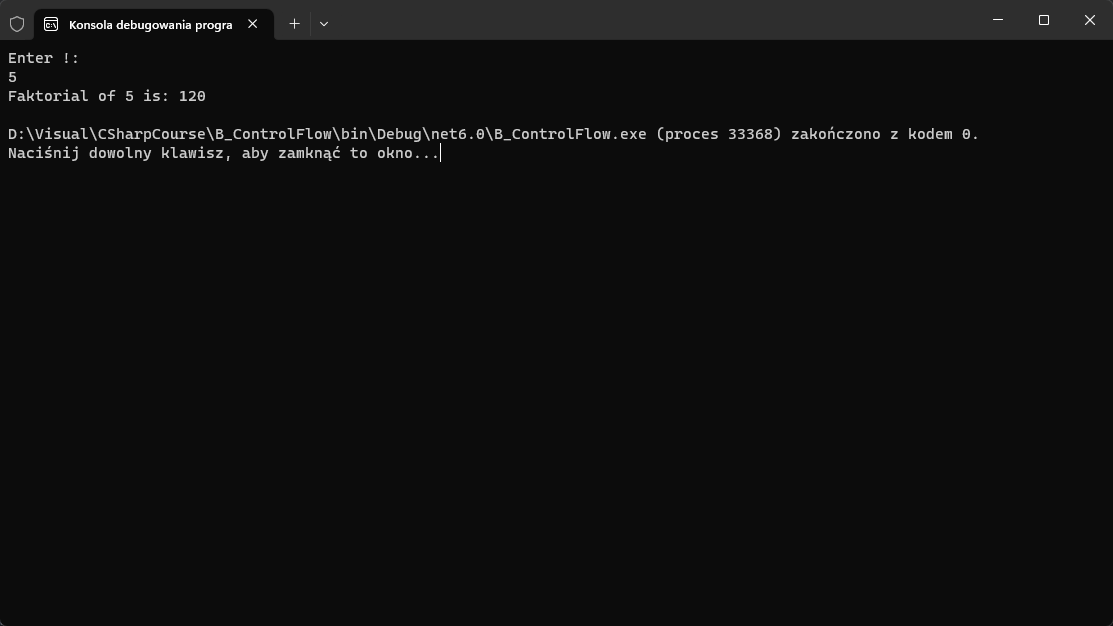 Konsola debugowania progra
Enter !:
5
Faktorial of 5 is: 120
D:\Visual\CSharpCourse\B_ControlFlow\bin\Debug\net6.0\B_ControlFlow.exe (proces 33368) zakończono z kodem 0.
Naciśnij dowolny klawisz, aby zamknąć to okno...